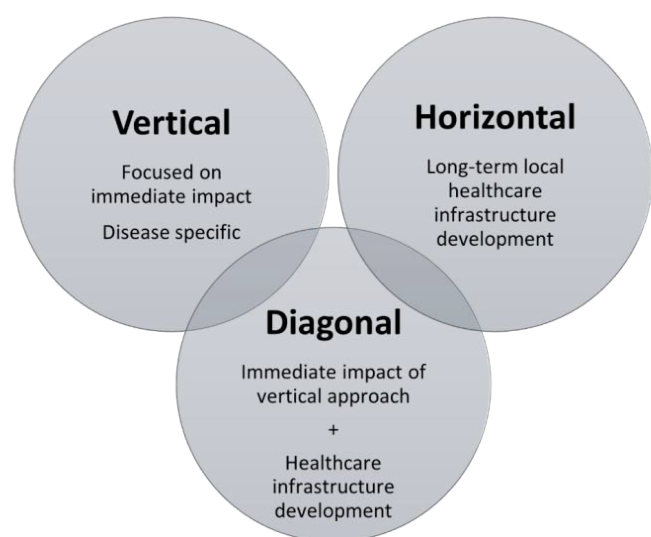 Vertical
Focused on
immediate impact
Disease specific
Horizontal
Long-term local
healthcare
infrastructure
development
Diagonal
Immediate impact of
vertical approach
+
Healthcare
infrastructure
development